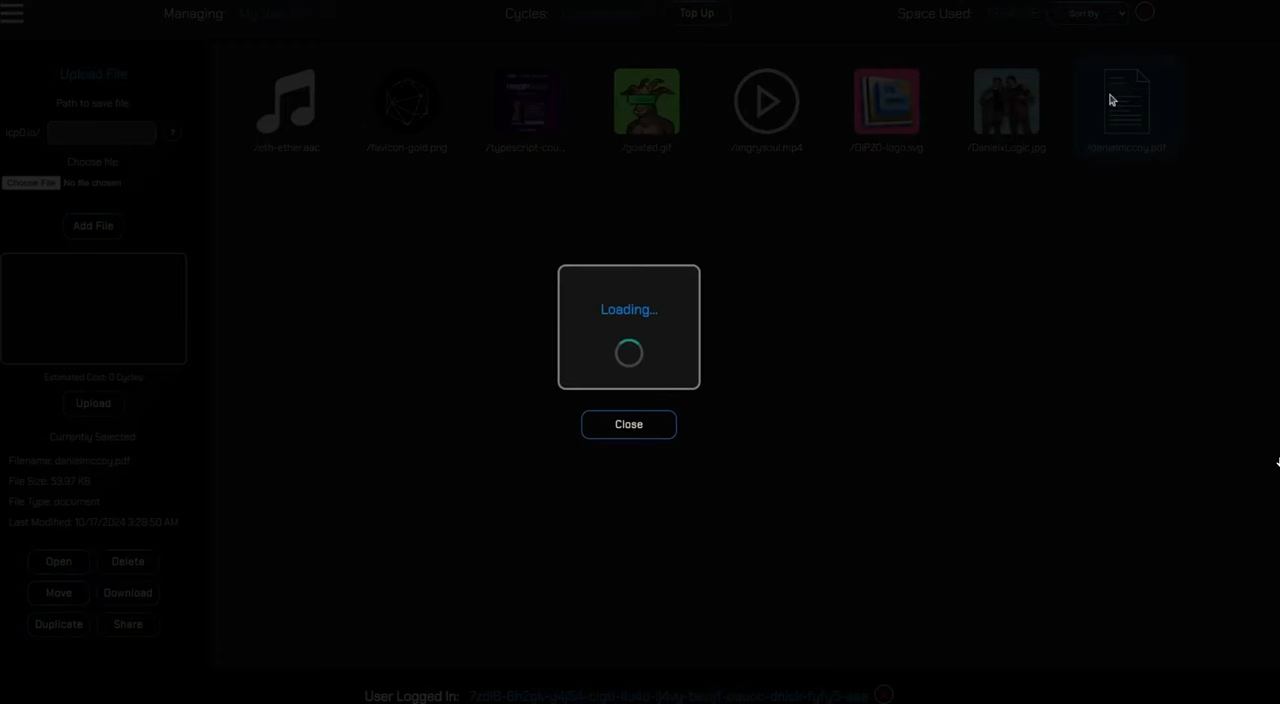 Managing:
Cycles:
Top Up
Space Used:
Sort By
Upload File
Path to save file:
icp0.io/
?
Choose file:
Choose File No file chosen
Add File
Estimated Cost: 0 Cycles
Upload
Currently Selected
Filename: danielmccoy.pdf
File Size: 53.97 KB
File Type: document
Last Modified: 10/17/2024 3:28:50 AM
Open Delete
Move Download
Duplicate Share
/eth-ether.aac
/favicon-gold.png
/typescript-cou...
/goated.gif
/angrysoul.mp4
/DIP20-logo.svg
/DanielxLogic.jpg
/danielmccoy.pdf
Loading...
Close
User Logged In: